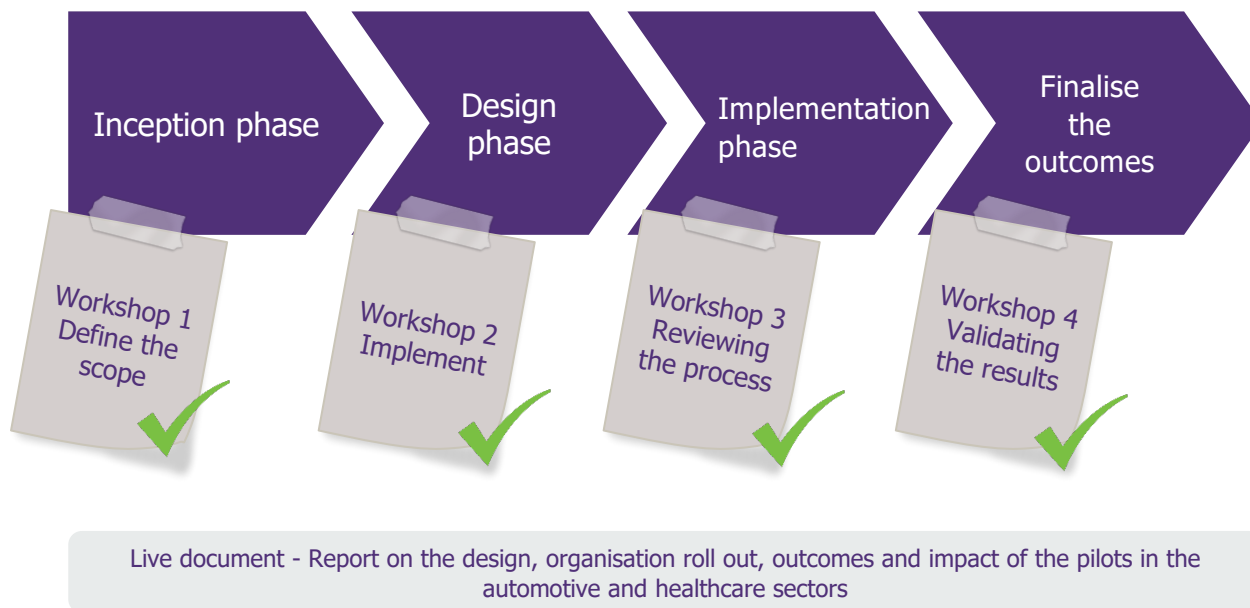 Inception phase
Design
phase
Implementation
phase
Finalise
the
outcomes
Workshop 1
Define the
scope
Workshop 2
Implement
Workshop 3
Reviewing
the process
Workshop 4
Validating
the results
Live document - Report on the design, organisation roll out, outcomes and impact of the pilots in the
automotive and healthcare sectors